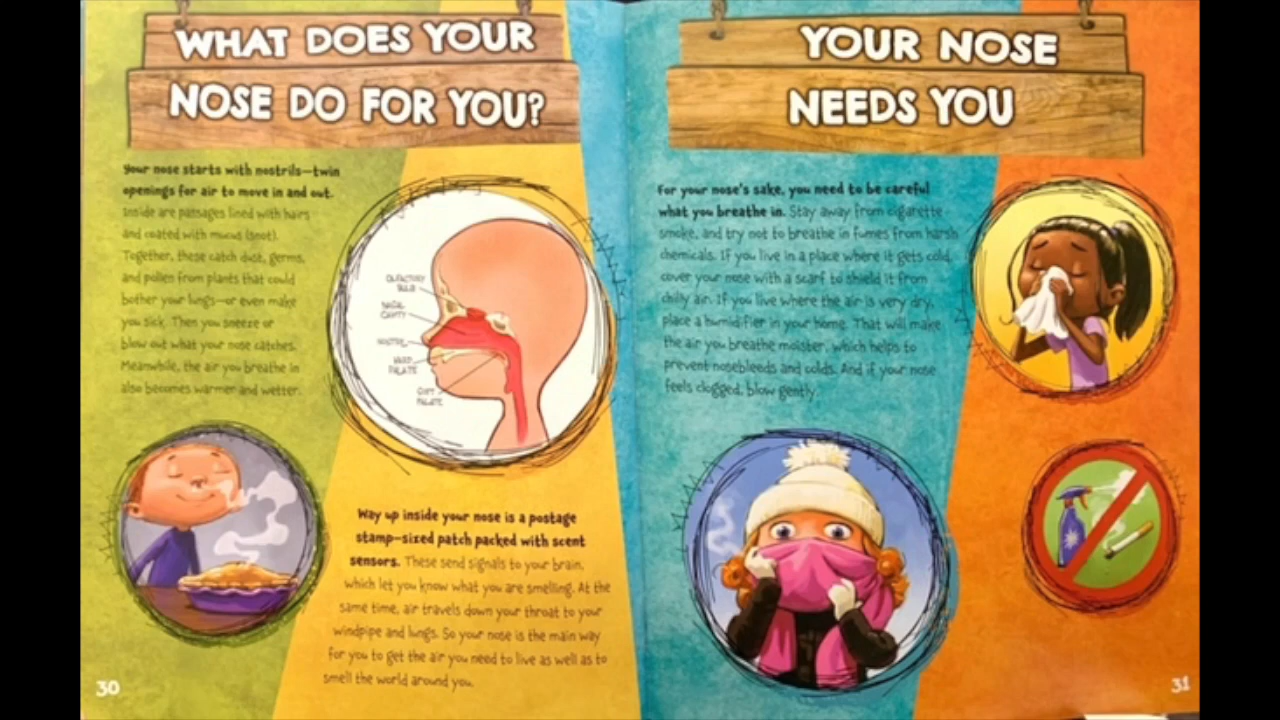 WHAT DOES YOUR
NOSE DO FOR YOU?
Your nose starts with nostrils—twin
openings for air to move in and out.
Inside are passages lined with hairs
and coated with mucus (snot).
Together, these catch dust, germs,
and pollen from plants that could
bother your lungs—or even make
you sick. Then you sneeze or
blow out what your nose catches.
Meanwhile, the air you breathe in
also becomes warmer and wetter.
OLFACTORY
BULB
NASAL
CAVITY
NOSTRIL
HARD
PALATE
SOFT
PALATE
Way up inside your nose is a postage
stamp-sized patch packed with scent
sensors. These send signals to your brain,
which let you know what you are smelling. At the
same time, air travels down your throat to your
windpipe and lungs. So your nose is the main way
for you to get the air you need to live as well as to
smell the world around you.
30
YOUR NOSE
NEEDS YOU
For your nose's sake, you need to be careful
what you breathe in. Stay away from cigarette
smoke, and try not to breathe in fumes from harsh
chemicals. If you live in a place where it gets cold,
cover your nose with a scarf to shield it from
chilly air. If you live where the air is very dry,
place a humidifier in your home. That will make
the air you breathe moister, which helps to
prevent nosebleeds and colds. And if your nose
feels clogged, blow gently.
31